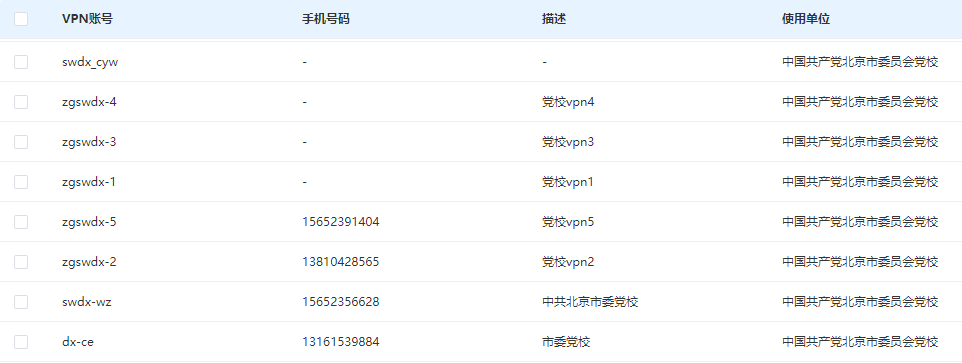 VPN账号 手机号码 描述 使用单位
swdx_cyw - - 中国共产党北京市委员会党校
zgswdx-4 - 党校vpn4 中国共产党北京市委员会党校
zgswdx-3 - 党校vpn3 中国共产党北京市委员会党校
zgswdx-1 - 党校vpn1 中国共产党北京市委员会党校
zgswdx-5 15652391404 党校vpn5 中国共产党北京市委员会党校
zgswdx-2 13810428565 党校vpn2 中国共产党北京市委员会党校
swdx-wz 15652356628 中共北京市委党校 中国共产党北京市委员会党校
dx-ce 13161539884 市委党校 中国共产党北京市委员会党校